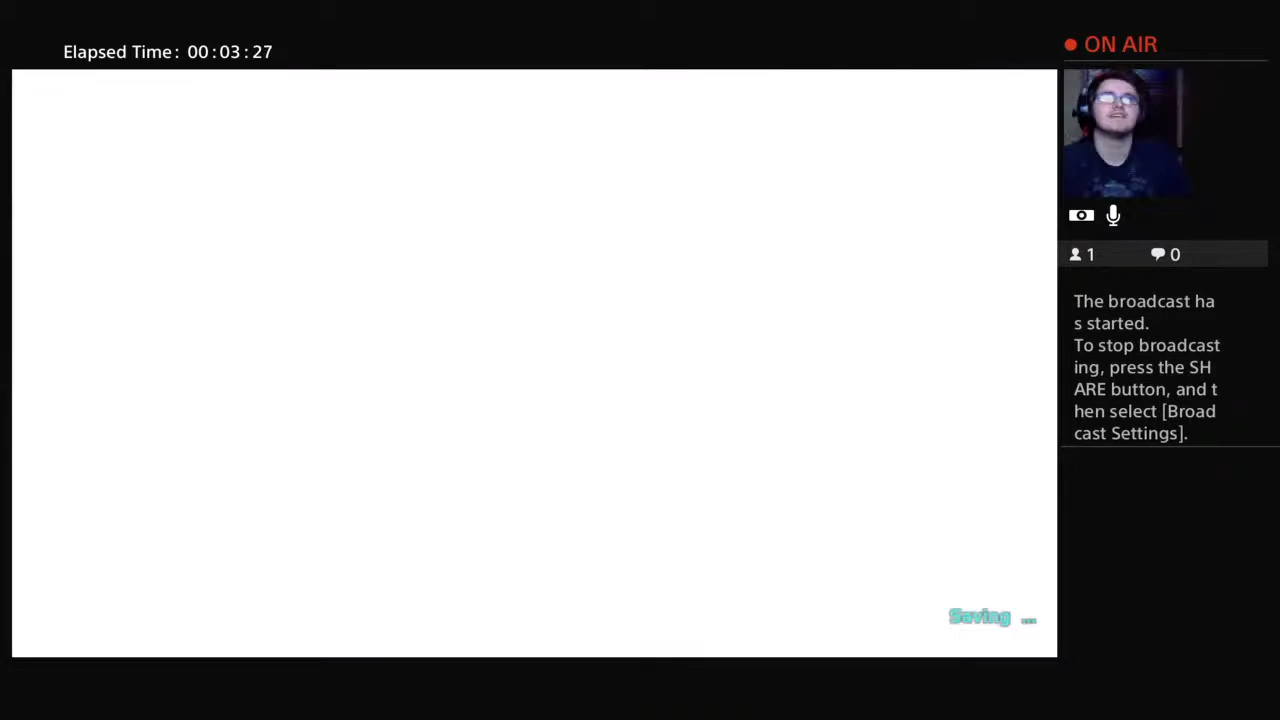 Elapsed Time: 00:03:27
ON AIR
1 0
The broadcast ha
s started.
To stop broadcast
ing, press the SH
ARE button, and t
hen select [Broad
cast Settings].
Saving ...